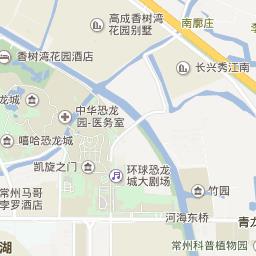 高成香树湾
花园别墅
南廓庄
李
香树湾
花园酒店
长兴秀江南
龙城
中华恐龙
园-医务室
嘻哈恐龙城
凯旋之门
环球恐龙
城大剧场
竹园
常州马哥
孛罗酒店
河海东桥
青龙
湖
常州科普植物园